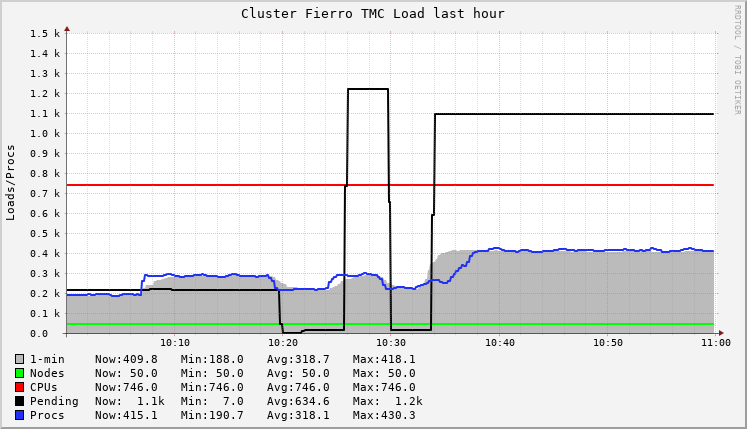 Cluster Fierro TMC Load last hour
RRDTOOL / TOBI OETIKER
Loads/Procs
1.5 k
1.4 k
1.3 k
1.2 k
1.1 k
1.0 k
0.9 k
0.8 k
0.7 k
0.6 k
0.5 k
0.4 k
0.3 k
0.2 k
0.1 k
0.0
10:10 10:20 10:30 10:40 10:50 11:00
1-min Now:409.8 Min:188.0 Avg:318.7 Max:418.1
Nodes Now: 50.0 Min: 50.0 Avg: 50.0 Max: 50.0
CPUs Now:746.0 Min:746.0 Avg:746.0 Max:746.0
Pending Now: 1.1k Min: 7.0 Avg:634.6 Max: 1.2k
Procs Now:415.1 Min:190.7 Avg:318.1 Max:430.3